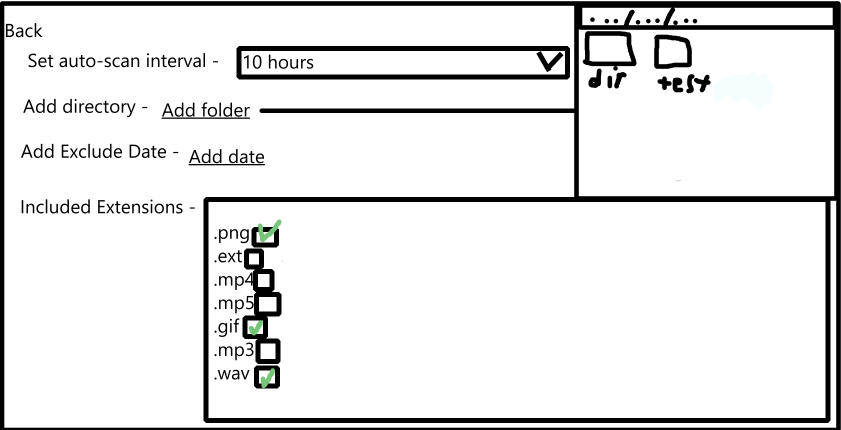 Back
Set auto-scan interval - 10 hours
Add directory - Add folder
Add Exclude Date - Add date
Included Extensions -
.png
.ext
.mp4
.mp5
.gif
.mp3
.wav
. ../.../...
dir test